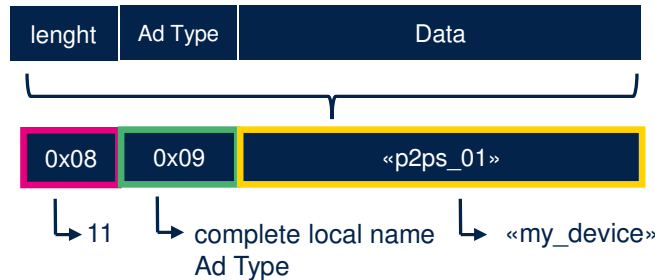 lenght Ad Type Data
0x08 0x09 «p2ps_01»
11 complete local name «my_device»
Ad Type